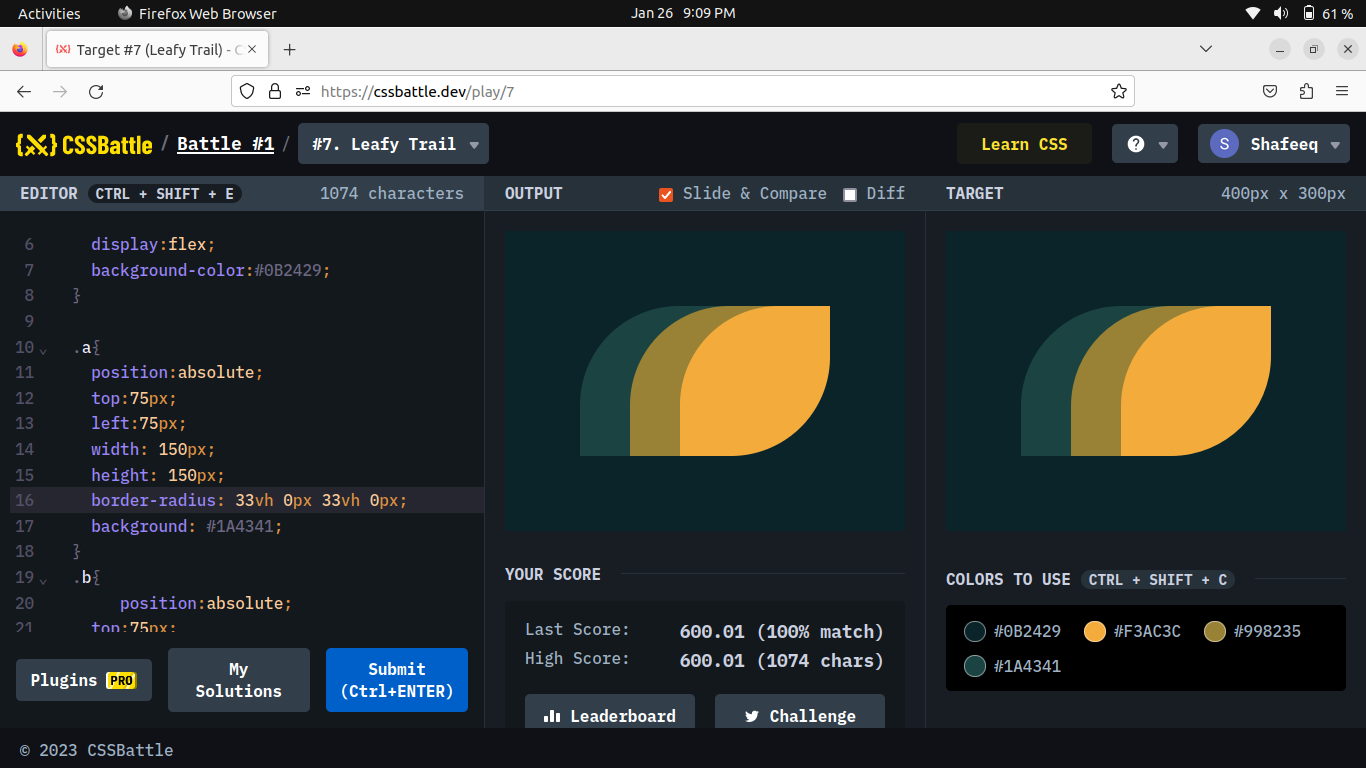 Activities Firefox Web Browser Jan 26 9:09 PM 61 %
Target #7 (Leafy Trail) - C
https://cssbattle.dev/play/7
CSSBattle / Battle #1 / #7. Leafy Trail Learn CSS S Shafeeq
EDITOR CTRL + SHIFT + E 1074 characters OUTPUT Slide & Compare Diff TARGET 400px x 300px
6 display:flex;
7 background-color:#0B2429;
8 }
9
10 .a{
11 position:absolute;
12 top:75px;
13 left:75px;
14 width: 150px;
15 height: 150px;
16 border-radius: 33vh 0px 33vh 0px;
17 background: #1A4341;
18 }
19 .b{
20 position:absolute;
21 top:75px;
Plugins PRO
My Solutions
Submit (Ctrl+ENTER)
YOUR SCORE
Last Score: 600.01 (100% match)
High Score: 600.01 (1074 chars)
Leaderboard Challenge
COLORS TO USE CTRL + SHIFT + C
#0B2429 #F3AC3C #998235
#1A4341
© 2023 CSSBattle